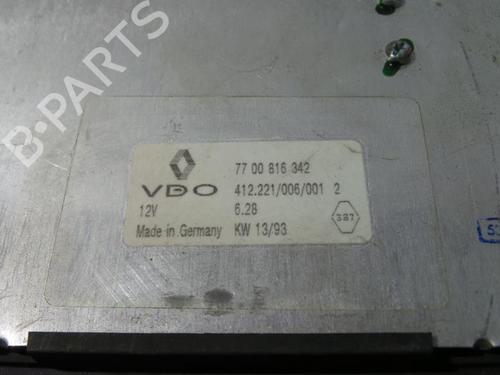 B-PARTS
77 00 816 342
VDO 412.221/006/001 2
12V 6.28
Made in Germany KW 13/93
387